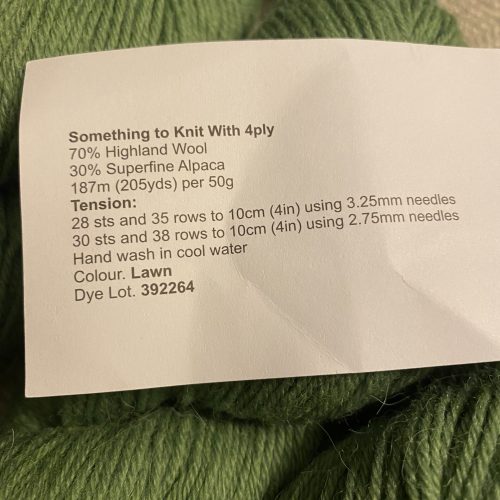 Something to Knit With 4ply
70% Highland Wool
30% Superfine Alpaca
187m (205yds) per 50g
Tension:
28 sts and 35 rows to 10cm (4in) using 3.25mm needles
30 sts and 38 rows to 10cm (4in) using 2.75mm needles
Hand wash in cool water
Colour. Lawn
Dye Lot. 392264